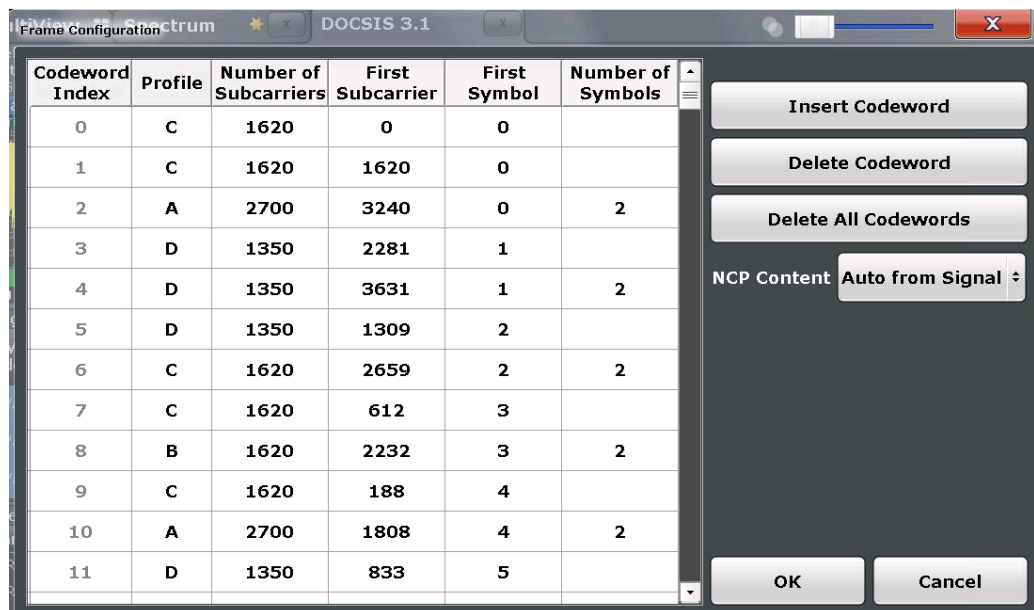 Spectrum
DOCSIS 3.1
Frame Configuration
X
Codeword Index Profile Number of Subcarriers First Subcarrier First Symbol Number of Symbols
0 C 1620 0 0
1 C 1620 1620 0
2 A 2700 3240 0 2
3 D 1350 2281 1
4 D 1350 3631 1 2
5 D 1350 1309 2
6 C 1620 2659 2 2
7 C 1620 612 3
8 B 1620 2232 3 2
9 C 1620 188 4
10 A 2700 1808 4 2
11 D 1350 833 5
Insert Codeword
Delete Codeword
Delete All Codewords
NCP Content Auto from Signal
OK Cancel